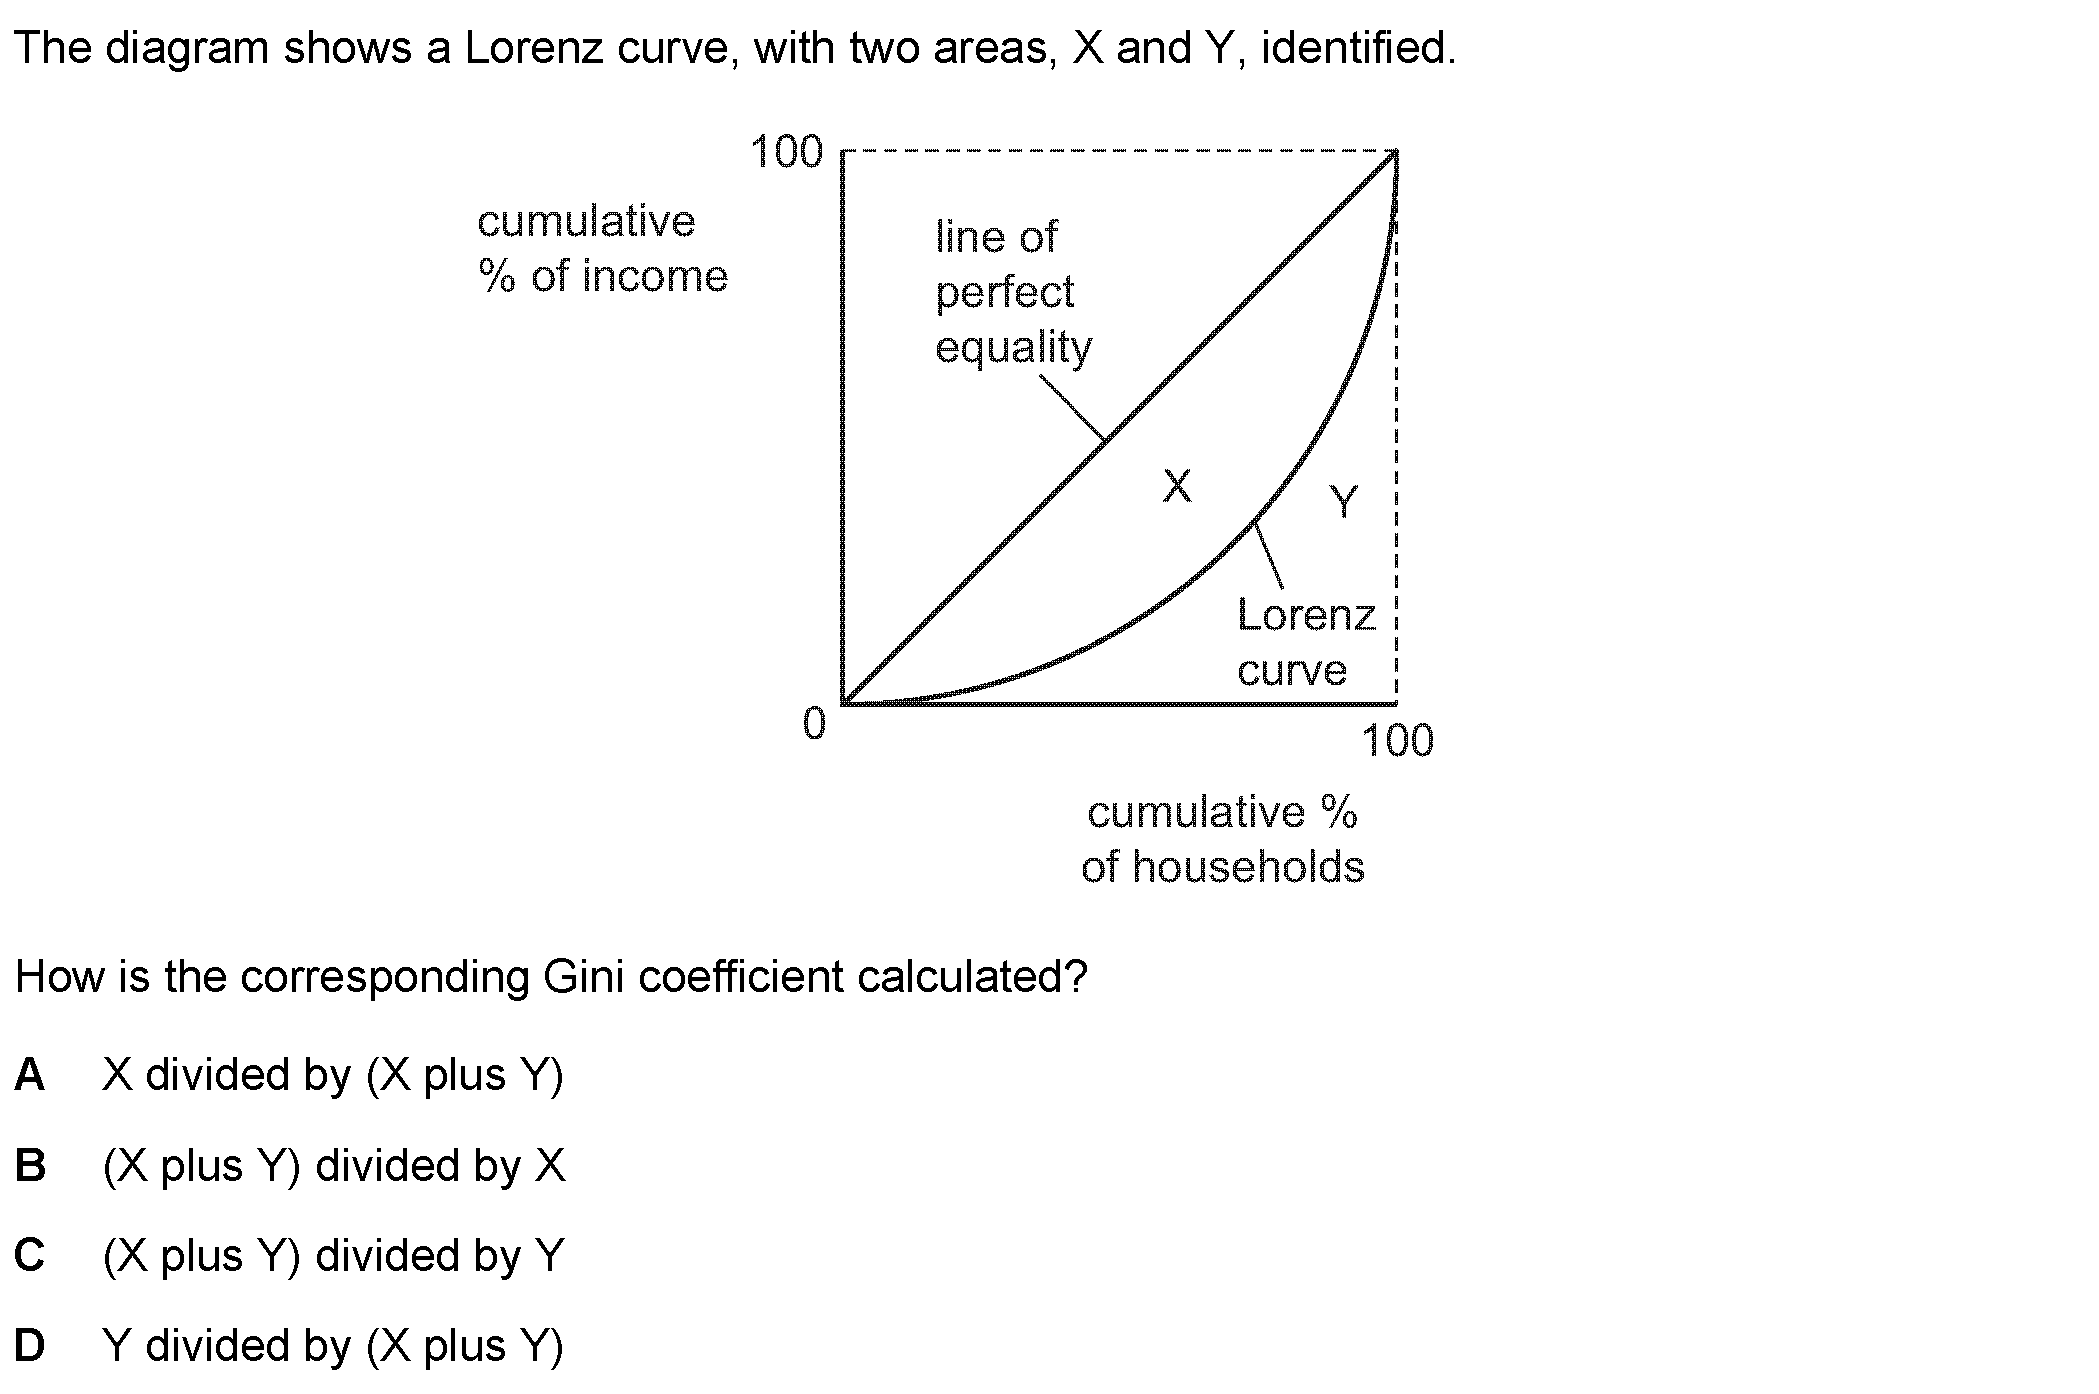 The diagram shows a Lorenz curve, with two areas, X and Y, identified.
100
cumulative
% of income
line of
perfect
equality
X
Y
Lorenz
curve
0
100
cumulative %
of households
How is the corresponding Gini coefficient calculated?
A X divided by (X plus Y)
B (X plus Y) divided by X
C (X plus Y) divided by Y
D Y divided by (X plus Y)